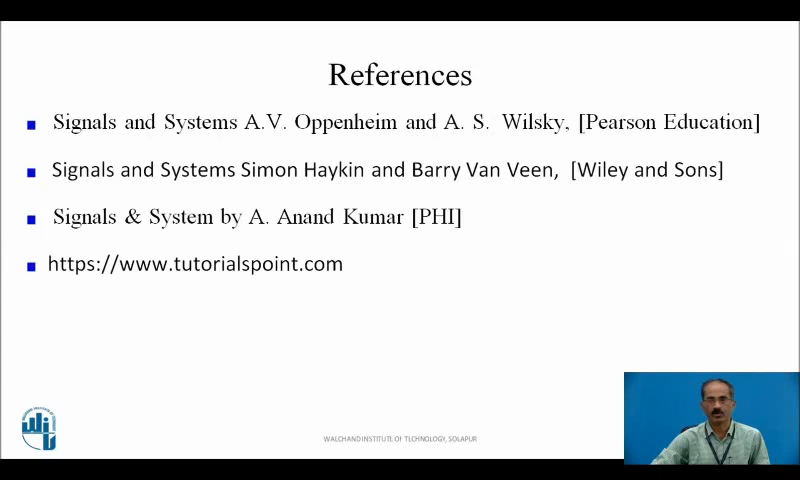 References
Signals and Systems A.V. Oppenheim and A. S. Wilsky, [Pearson Education]
Signals and Systems Simon Haykin and Barry Van Veen, [Wiley and Sons]
Signals & System by A. Anand Kumar [PHI]
https://www.tutorialspoint.com
WALCHAND INSTITUTE OF TECHNOLOGY, SOLAPUR